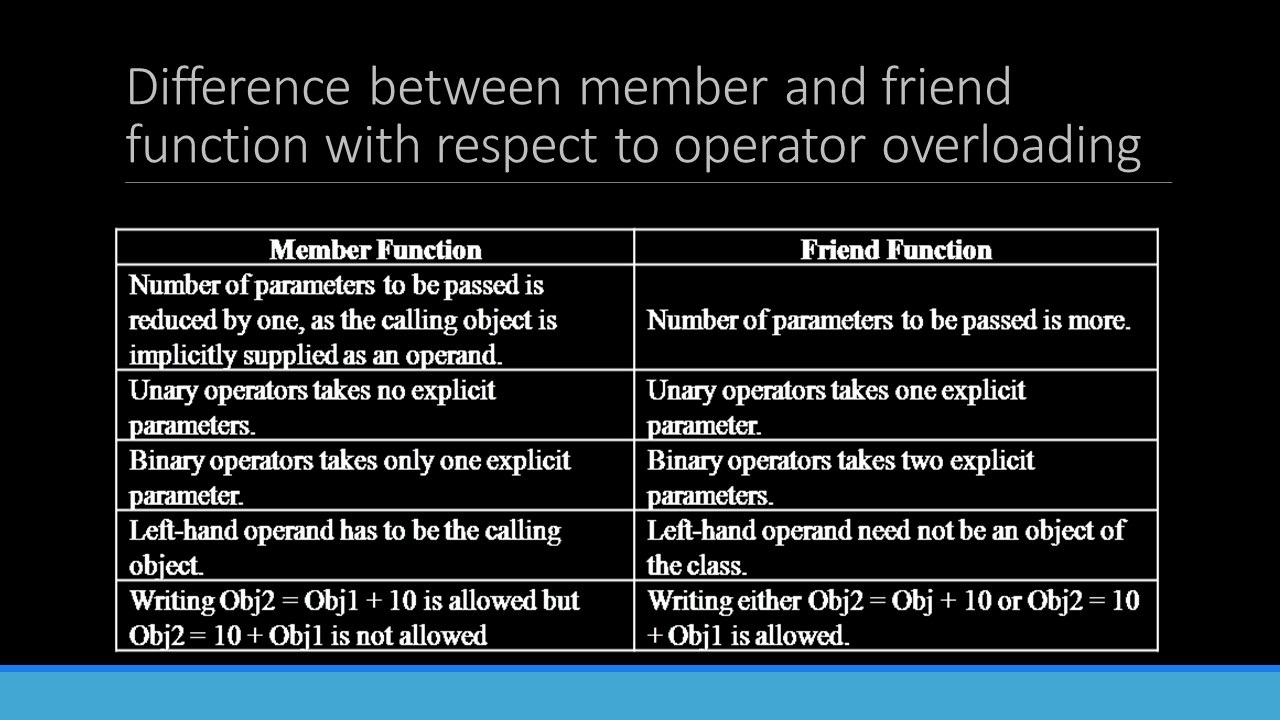 Difference between member and friend
function with respect to operator overloading
Member Function
Friend Function
Number of parameters to be passed is
reduced by one, as the calling object is
implicitly supplied as an operand.
Number of parameters to be passed is more.
Unary operators takes no explicit
parameters.
Unary operators takes one explicit
parameter.
Binary operators takes only one explicit
parameter.
Binary operators takes two explicit
parameters.
Left-hand operand has to be the calling
object.
Left-hand operand need not be an object of
the class.
Writing Obj2 = Obj1 + 10 is allowed but
Obj2 = 10 + Obj1 is not allowed
Writing either Obj2 = Obj + 10 or Obj2 = 10
+ Obj1 is allowed.